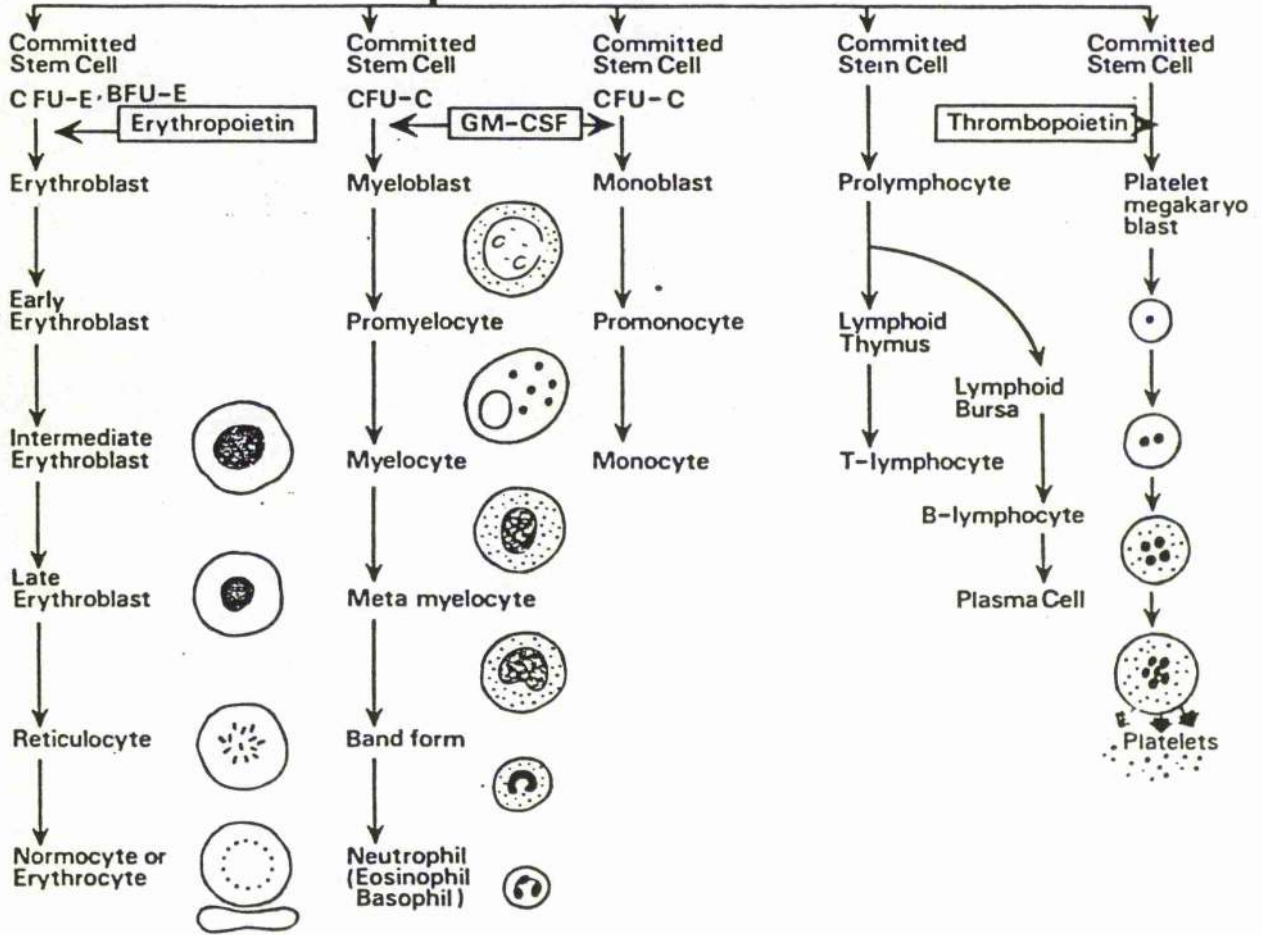 Committed
Stem Cell
CFU-E, BFU-E
Erythropoietin
Erythroblast
Early
Erythroblast
Intermediate
Erythroblast
Late
Erythroblast
Reticulocyte
Normocyte or
Erythrocyte
Committed
Stem Cell
CFU-C
GM-CSF
Myeloblast
Promyelocyte
Myelocyte
Meta myelocyte
Band form
Neutrophil
(Eosinophil
Basophil)
Committed
Stem Cell
CFU-C
Monoblast
Promonocyte
Monocyte
Committed
Stem Cell
Prolymphocyte
Lymphoid
Thymus
T-lymphocyte
Lymphoid
Bursa
B-lymphocyte
Plasma Cell
Committed
Stem Cell
Thrombopoietin
Platelet
megakaryo
blast
Platelets